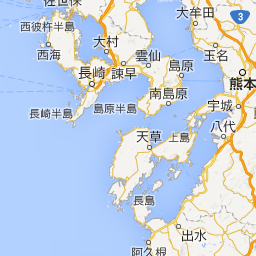 佐世保
大牟田
3
西彼杵半島
西海
大村
雲仙
玉名
諫早
島原
熊本
長崎
南島原
宇城
長崎半島
島原半島
八代
天草
上島
長島
出水
阿久根